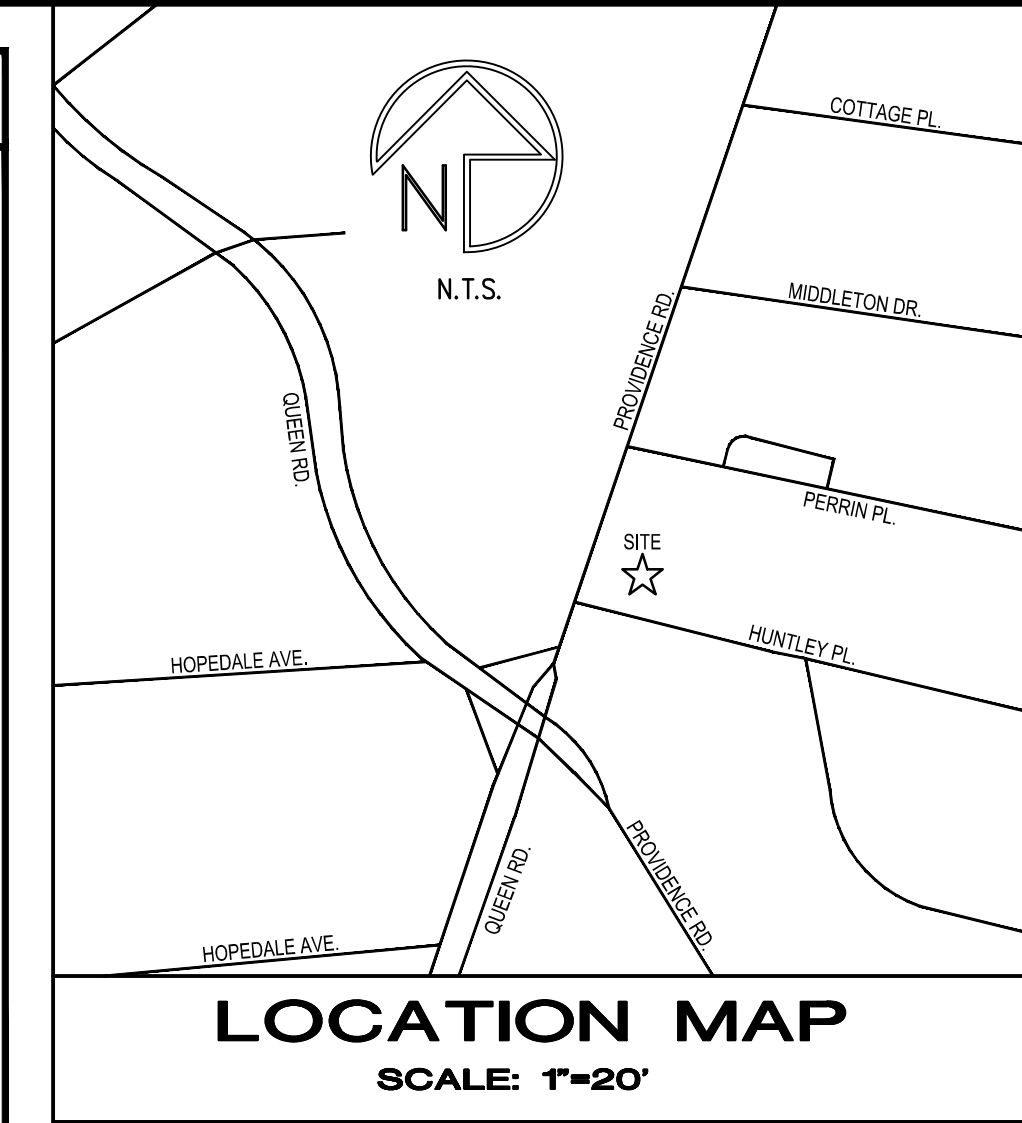 COTTAGE PL.
N
N.T.S.
MIDDLETON DR.
PROVIDENCE RD.
QUEEN RD.
PERRIN PL.
SITE
HUNTLEY PL.
HOPEDALE AVE.
PROVIDENCE RD.
QUEEN RD.
HOPEDALE AVE.
LOCATION MAP
SCALE: 1"=20'